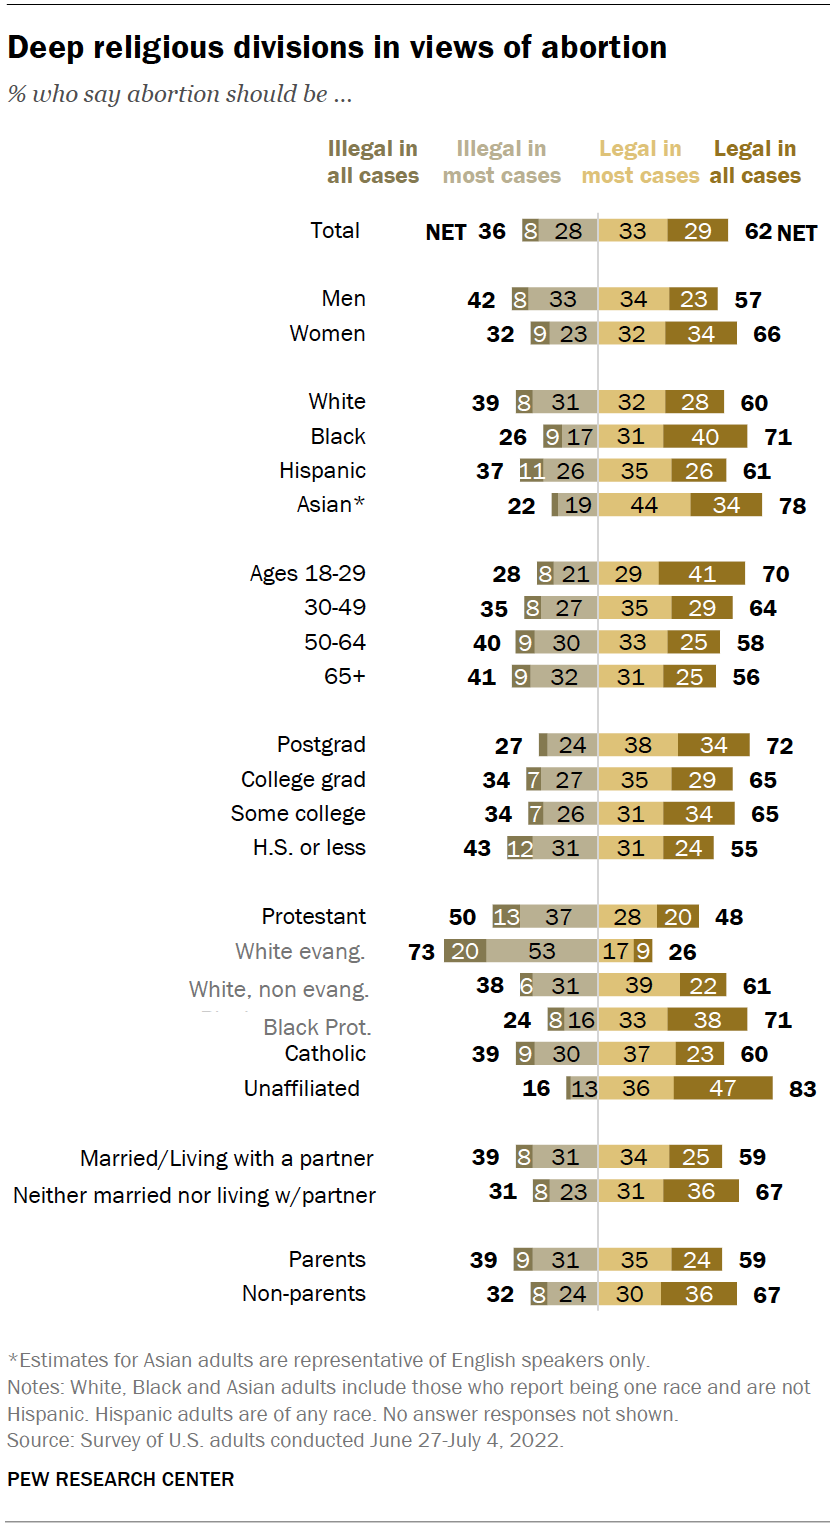 Deep religious divisions in views of abortion
% who say abortion should be ...
Illegal in all cases Illegal in most cases Legal in most cases Legal in all cases
Total NET 36 8 28 33 29 62 NET
Men 42 8 33 34 23 57
Women 32 9 23 32 34 66
White 39 8 31 32 28 60
Black 26 9 17 31 40 71
Hispanic 37 11 26 35 26 61
Asian* 22 19 44 34 78
Ages 18-29 28 8 21 29 41 70
30-49 35 8 27 35 29 64
50-64 40 9 30 33 25 58
65+ 41 9 32 31 25 56
Postgrad 27 24 38 34 72
College grad 34 7 27 35 29 65
Some college 34 7 26 31 34 65
H.S. or less 43 12 31 31 24 55
Protestant 50 13 37 28 20 48
White evang. 73 20 53 17 9 26
White, non evang. 38 6 31 39 22 61
Black Prot. 24 8 16 33 38 71
Catholic 39 9 30 37 23 60
Unaffiliated 16 13 36 47 83
Married/Living with a partner 39 8 31 34 25 59
Neither married nor living w/partner 31 8 23 31 36 67
Parents 39 9 31 35 24 59
Non-parents 32 8 24 30 36 67
*Estimates for Asian adults are representative of English speakers only.
Notes: White, Black and Asian adults include those who report being one race and are not
Hispanic. Hispanic adults are of any race. No answer responses not shown.
Source: Survey of U.S. adults conducted June 27-July 4, 2022.
PEW RESEARCH CENTER